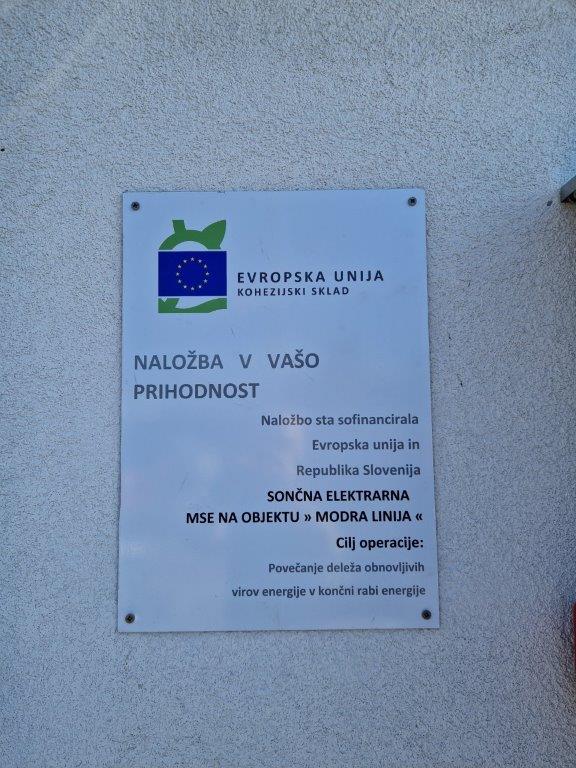 EVROPSKA UNIJA
KOHEZIJSKI SKLAD
NALOŽBA V VAŠO
PRIHODNOST
Naložbo sta sofinancirala
Evropska unija in
Republika Slovenija
SONČNA ELEKTRARNA
MSE NA OBJEKTU » MODRA LINIJA «
Cilj operacije:
Povečanje deleža obnovljivih
virov energije v končni rabi energije